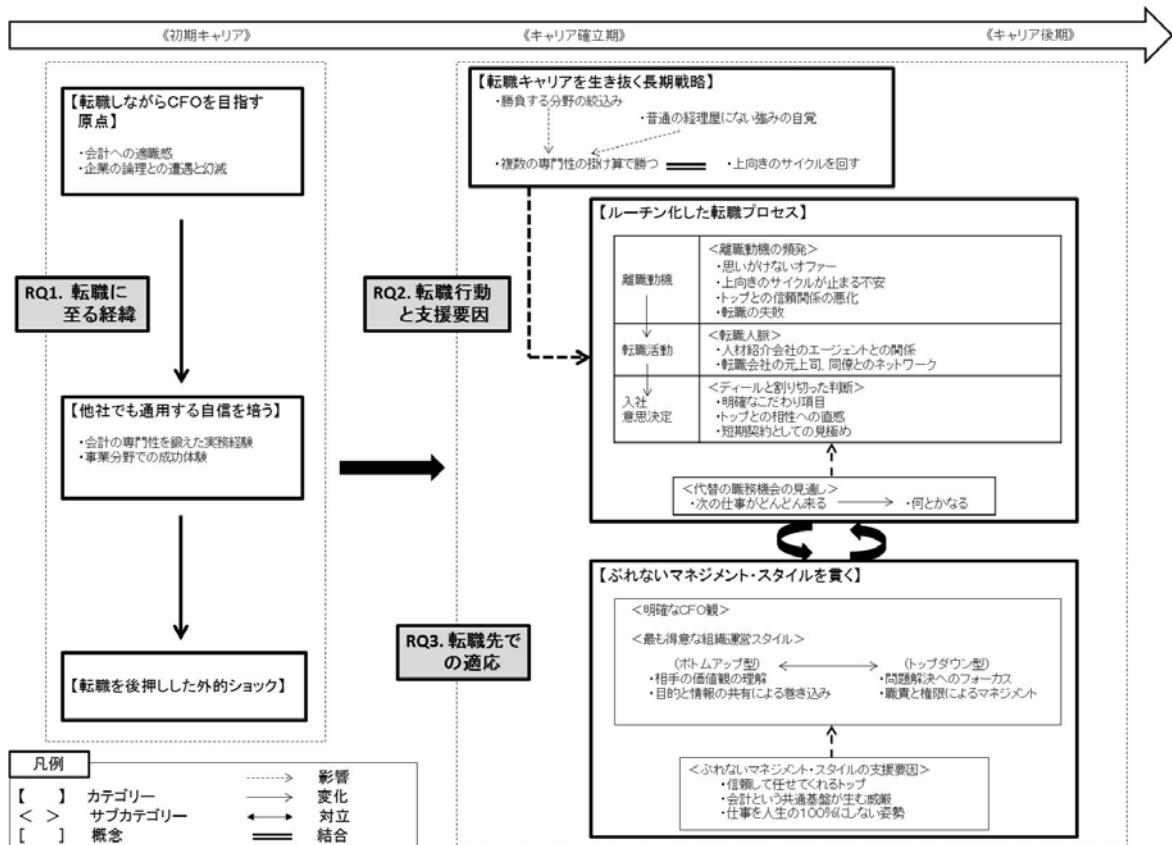 《初期キャリア》
《キャリア確立期》
《キャリア後期》
【転職しながらCFOを目指す
原点】
・会計への適職感
・企業の論理との遭遇と幻滅
RQ1. 転職に
至る経緯
【他社でも通用する自信を培う】
・会計の専門性を鍛えた実務経験
・事業分野での成功体験
【転職を後押しした外的ショック】
【転職キャリアを生き抜く長期戦略】
・勝負する分野の絞込み
・普通の経理屋にない強みの自覚
・複数の専門性の掛け算で勝つ
・上向きのサイクルを回す
RQ2. 転職行動
と支援要因
【ルーチン化した転職プロセス】
離職動機
＜離職動機の頻発＞
・思いがけないオファー
・上向きのサイクルが止まる不安
・トップとの信頼関係の悪化
・転職の失敗
転職活動
＜転職人脈＞
・人材紹介会社のエージェントとの関係
・転職会社の元上司、同僚とのネットワーク
入社
意思決定
＜ディールと割り切った判断＞
・明確なこだわり項目
・トップとの相性への直感
・短期契約としての見極め
＜代替の職務機会の見通し＞
・次の仕事がどんどん来る
・何とかなる
RQ3. 転職先で
の適応
【ぶれないマネジメント・スタイルを貫く】
＜明確なCFO観＞
＜最も得意な組織運営スタイル＞
(ボトムアップ型)
(トップダウン型)
・相手の価値観の理解
・問題解決へのフォーカス
・目的と情報の共有による巻き込み
・職責と権限によるマネジメント
＜ぶれないマネジメント・スタイルの支援要因＞
・信頼して任せてくれるトップ
・会計という共通基盤が生む威厳
・仕事を人生の100%にしない姿勢
凡例
【　】 カテゴリー
＜ ＞ サブカテゴリー
[　] 概念
影響
変化
対立
結合